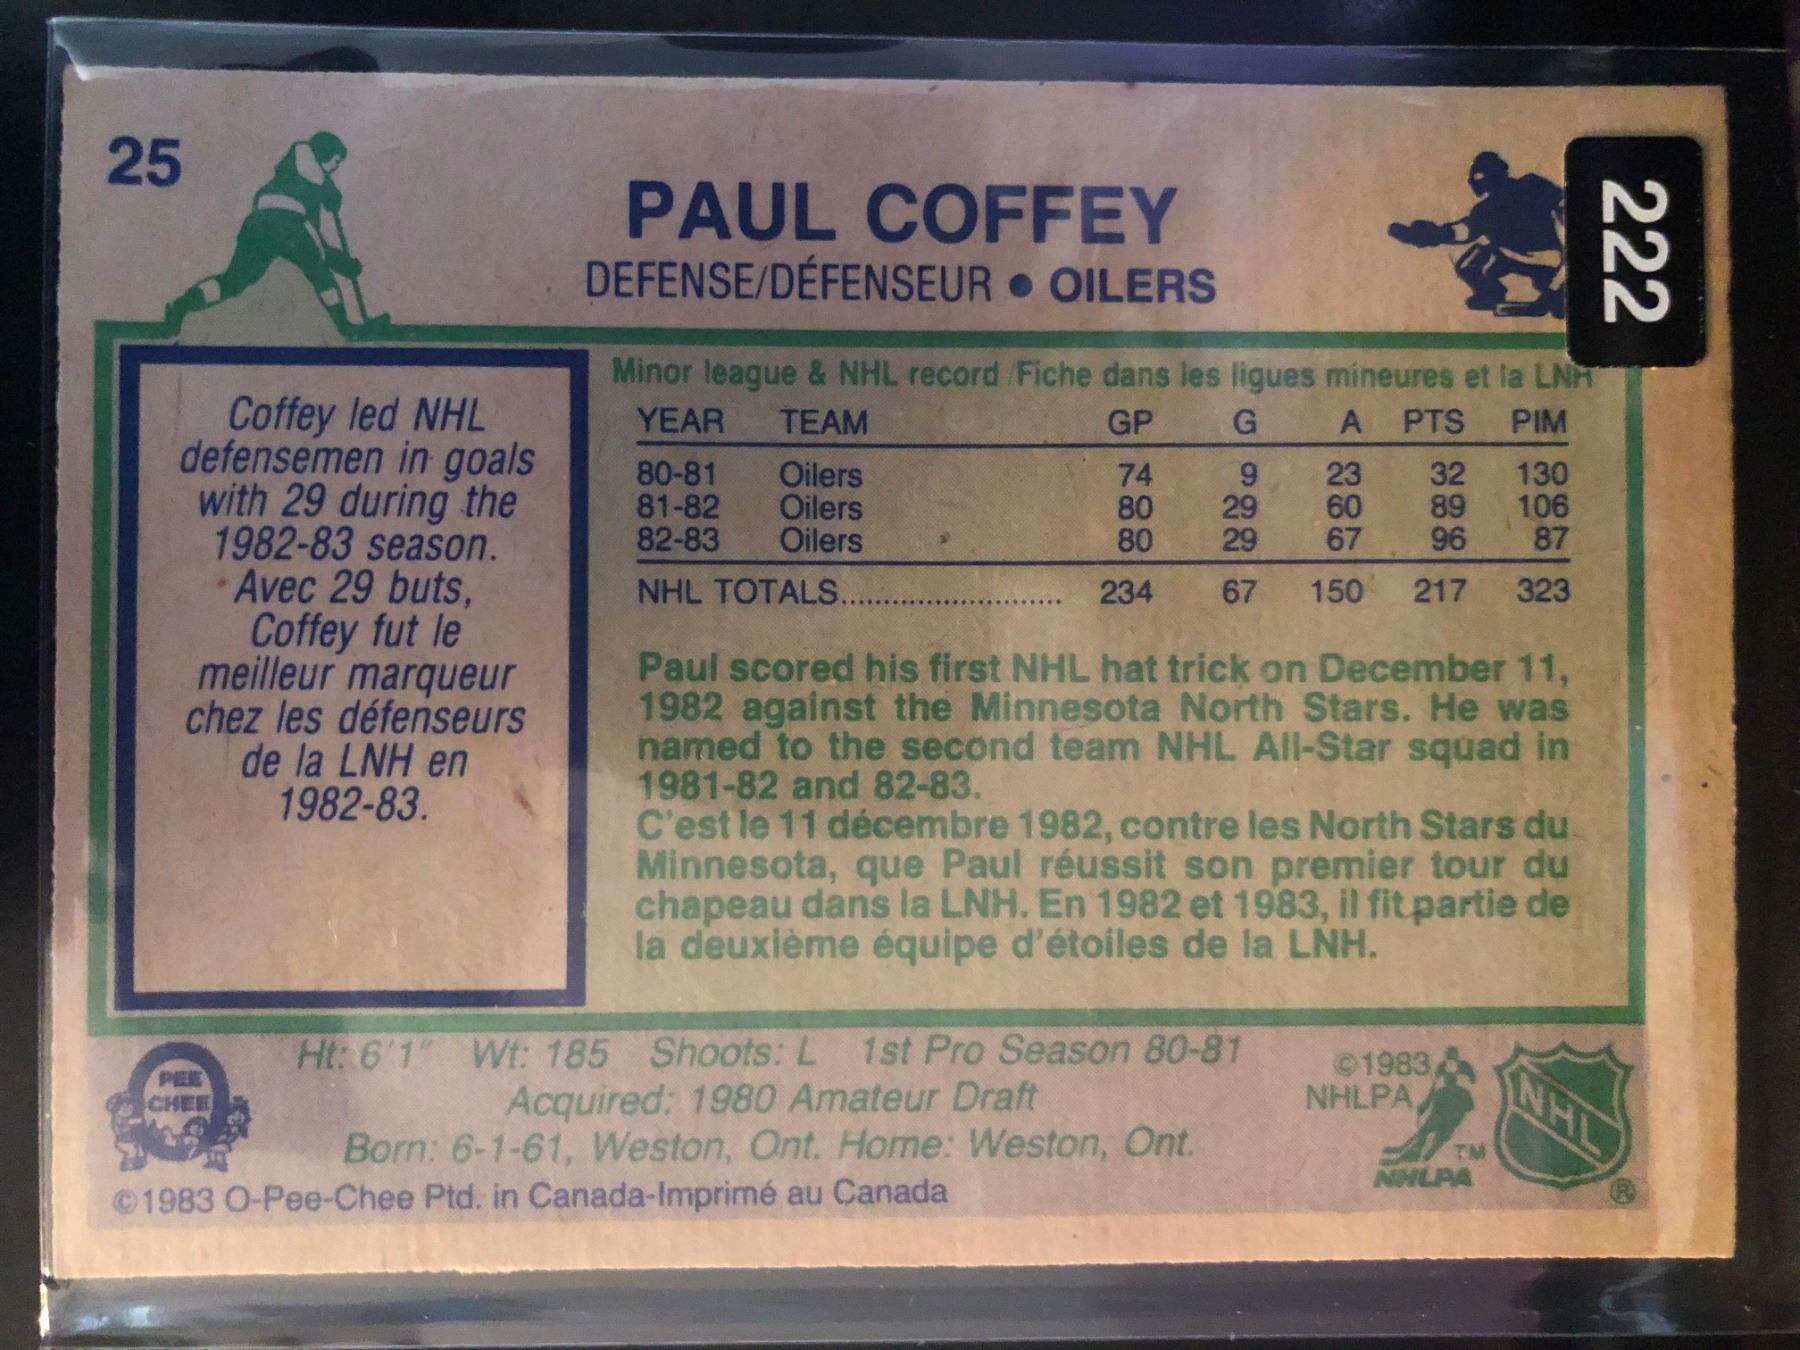 25
PAUL COFFEY
DEFENSE/DÉFENSEUR • OILERS
222
Coffey led NHL
defensemen in goals
with 29 during the
1982-83 season.
Avec 29 buts,
Coffey fut le
meilleur marqueur
chez les défenseurs
de la LNH en
1982-83.
Minor league & NHL record/Fiche dans les ligues mineures et la LNH
YEAR TEAM GP G A PTS PIM
80-81 Oilers 74 9 23 32 130
81-82 Oilers 80 29 60 89 106
82-83 Oilers 80 29 67 96 87
NHL TOTALS.......................... 234 67 150 217 323
Paul scored his first NHL hat trick on December 11,
1982 against the Minnesota North Stars. He was
named to the second team NHL All-Star squad in
1981-82 and 82-83.
C'est le 11 décembre 1982, contre les North Stars du
Minnesota, que Paul réussit son premier tour du
chapeau dans la LNH. En 1982 et 1983, il fit partie de
la deuxième équipe d'étoiles de la LNH.
Ht: 6'1" Wt: 185 Shoots: L 1st Pro Season 80-81
Acquired: 1980 Amateur Draft
Born: 6-1-61, Weston, Ont. Home: Weston, Ont.
PEE
CHEE
©1983 O-Pee-Chee Ptd. in Canada-Imprimé au Canada
©1983
NHLPA
TM
NHLPA
NHL
®